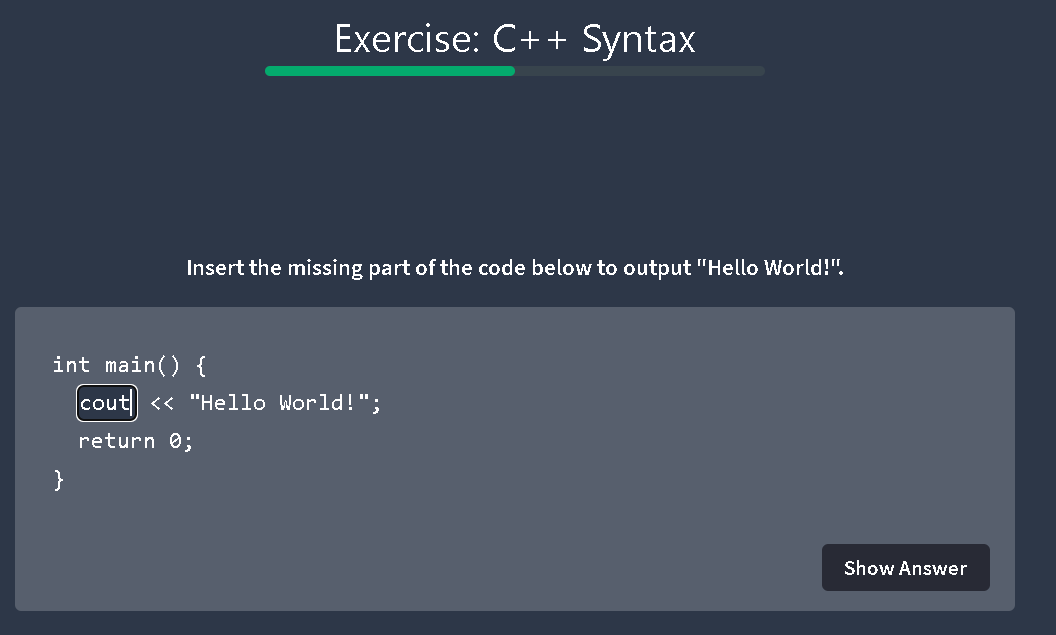 Exercise: C++ Syntax
Insert the missing part of the code below to output "Hello World!".
int main() {
cout << "Hello World!";
return 0;
}
Show Answer